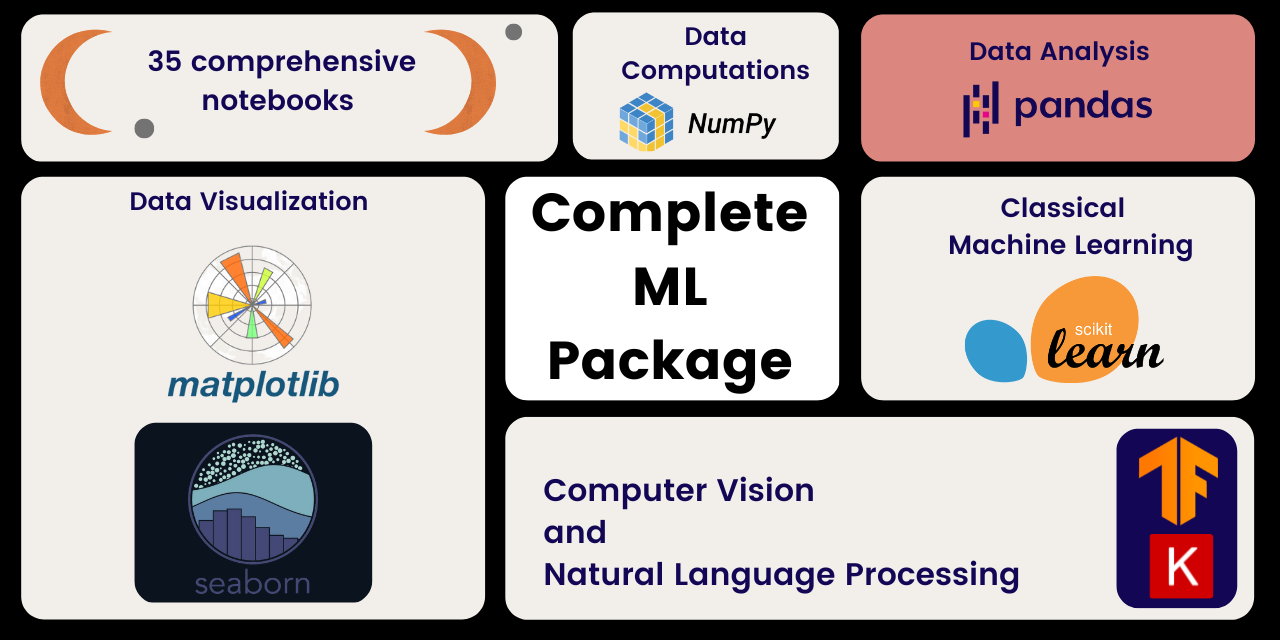 35 comprehensive
notebooks
Data
Computations
NumPy
Data Analysis
pandas
Data Visualization
matplotlib
seaborn
Complete
ML
Package
Classical
Machine Learning
scikit
learn
Computer Vision
and
Natural Language Processing
TF
K